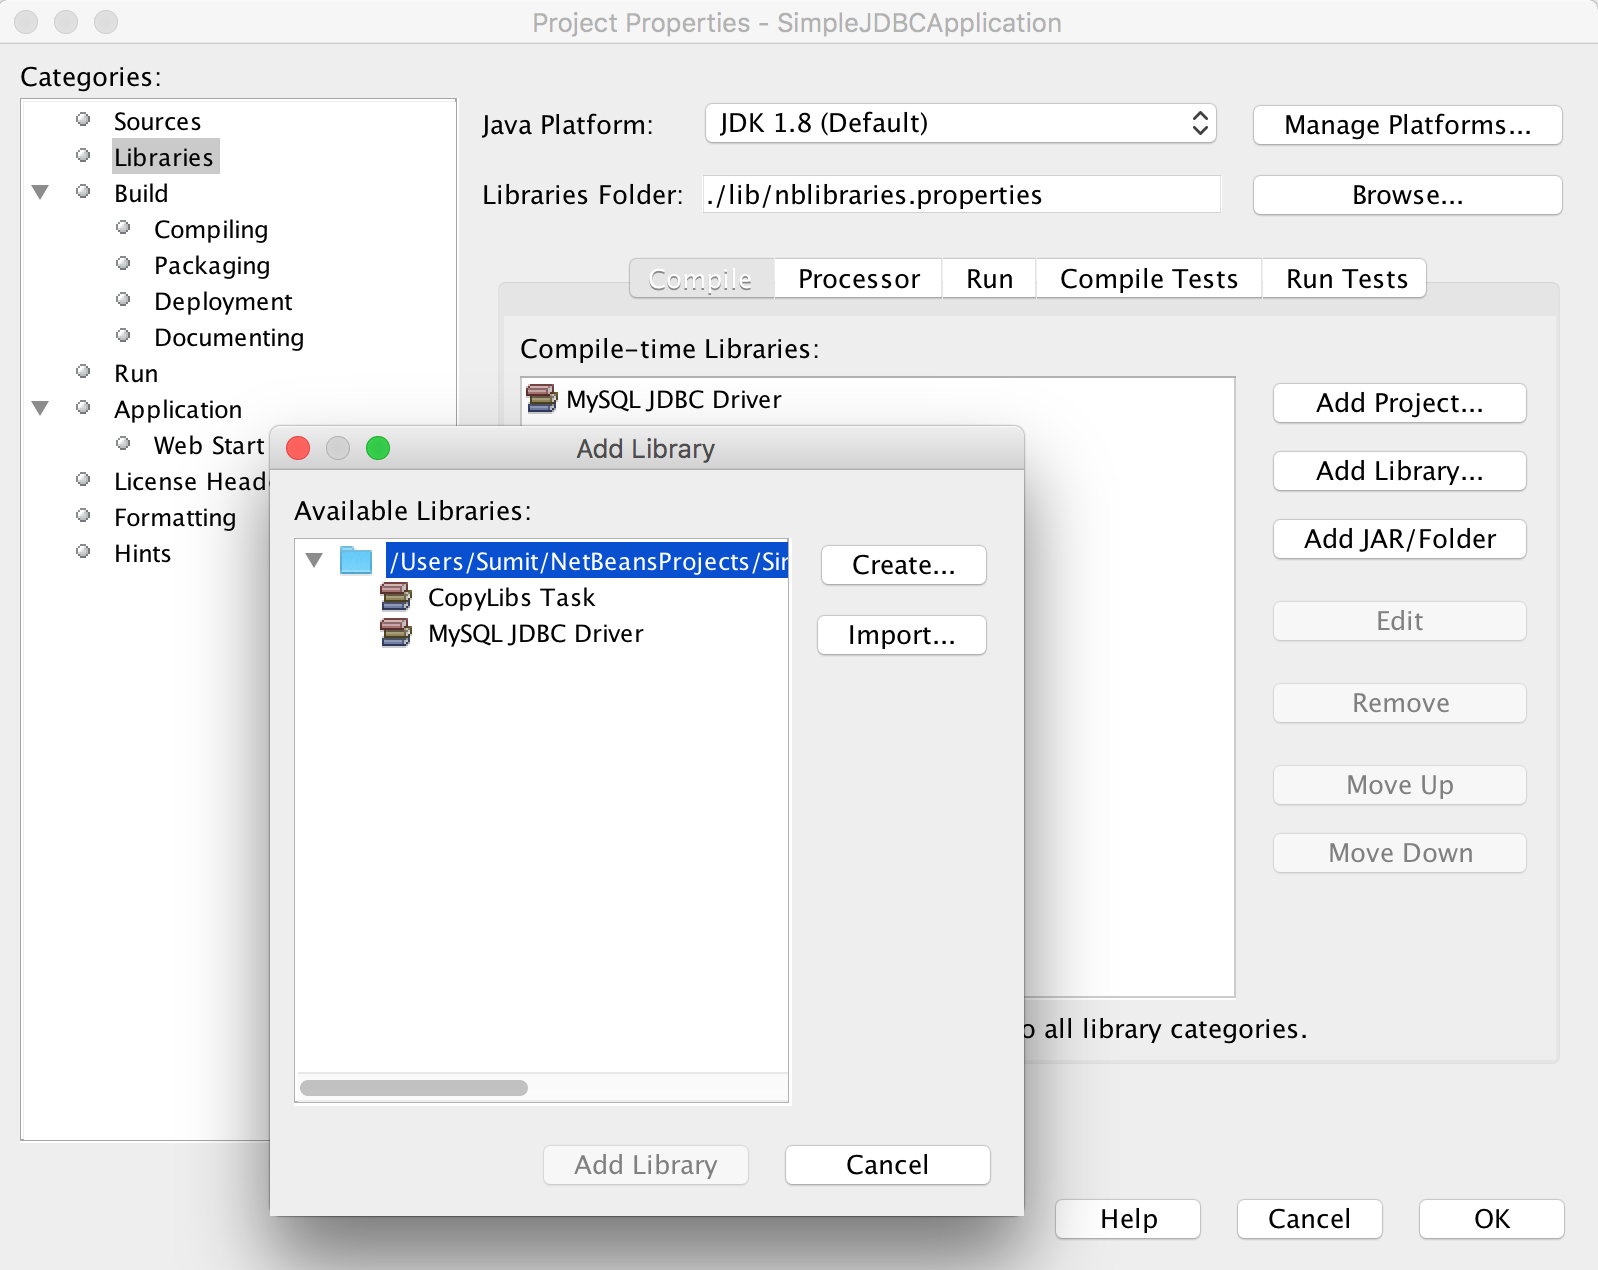 Project Properties - SimpleJDBCApplication
Categories:
Sources
Libraries
Build
Compiling
Packaging
Deployment
Documenting
Run
Application
Web Start
License Head
Formatting
Hints
Java Platform:
JDK 1.8 (Default)
Manage Platforms...
Libraries Folder:
./lib/nblibraries.properties
Browse...
Compile
Processor
Run
Compile Tests
Run Tests
Compile-time Libraries:
MySQL JDBC Driver
Add Project...
Add Library...
Add JAR/Folder
Edit
Remove
Move Up
Move Down
all library categories.
Add Library
Available Libraries:
/Users/Sumit/NetBeansProjects/Sir
CopyLibs Task
MySQL JDBC Driver
Create...
Import...
Add Library
Cancel
Help
Cancel
OK